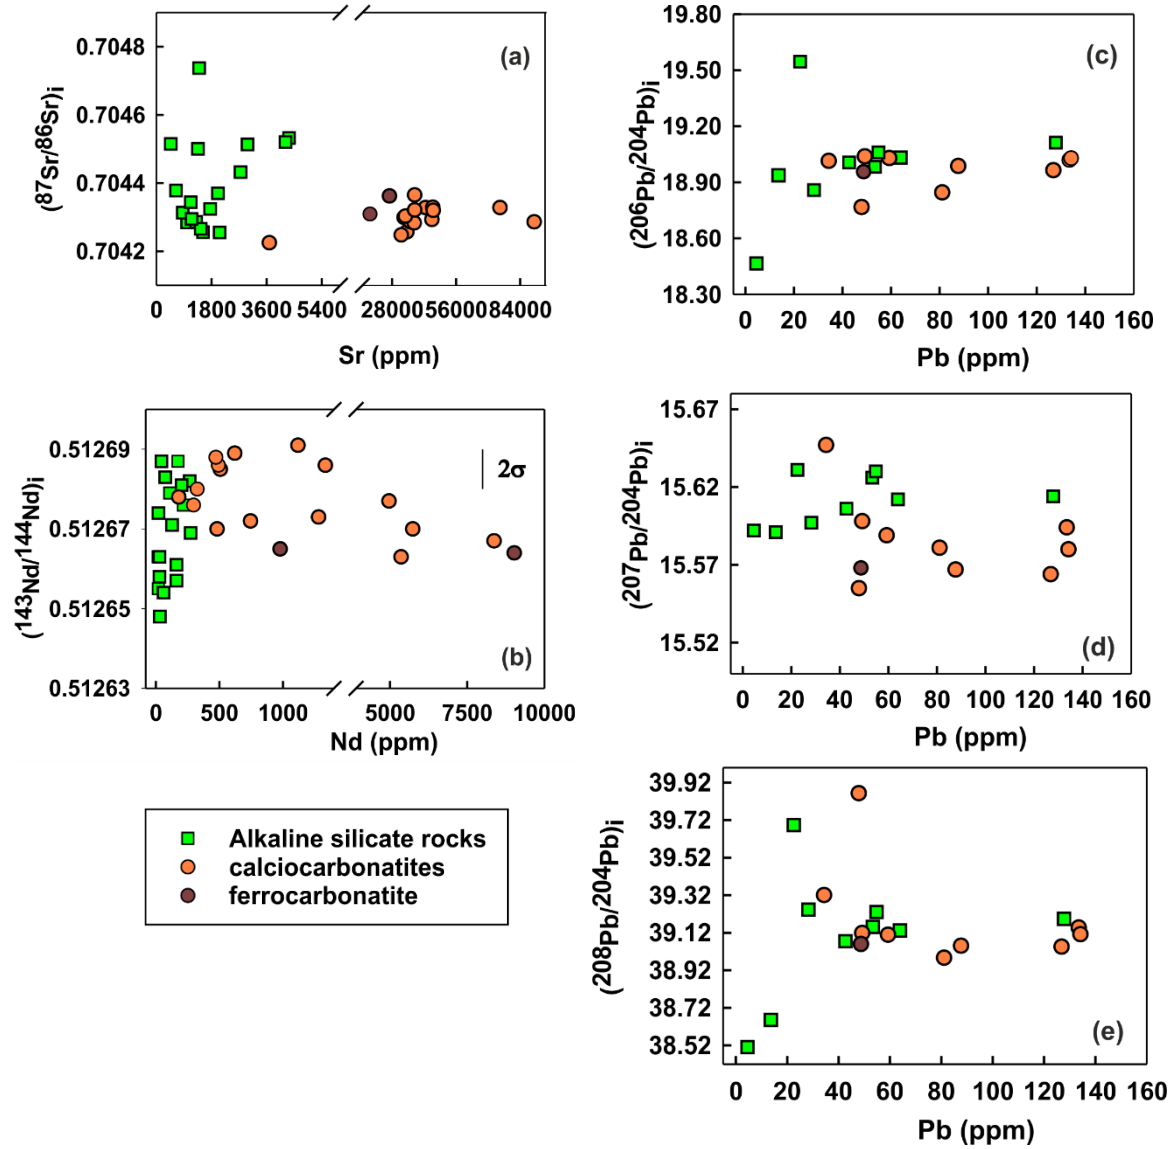 (a)
(⁸⁷Sr/⁸⁶Sr)i
0.7048
0.7046
0.7044
0.7042
0 1800 3600 5400 28000 56000 84000
Sr (ppm)
(c)
(²⁰⁶Pb/²⁰⁴Pb)i
19.80
19.50
19.20
18.90
18.60
18.30
0 20 40 60 80 100 120 140 160
Pb (ppm)
(b)
(¹⁴³Nd/¹⁴⁴Nd)i
0.51269
0.51267
0.51265
0.51263
2σ
0 500 1000 5000 7500 10000
Nd (ppm)
(d)
(²⁰⁷Pb/²⁰⁴Pb)i
15.67
15.62
15.57
15.52
0 20 40 60 80 100 120 140 160
Pb (ppm)
Alkaline silicate rocks
calciocarbonatites
ferrocarbonatite
(e)
(²⁰⁸Pb/²⁰⁴Pb)i
39.92
39.72
39.52
39.32
39.12
38.92
38.72
38.52
0 20 40 60 80 100 120 140 160
Pb (ppm)